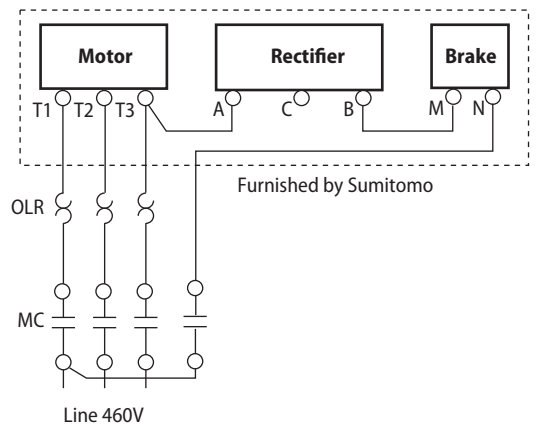 Motor Rectifier Brake
T1 T2 T3 A C B M N
Furnished by Sumitomo
OLR
MC
Line 460V